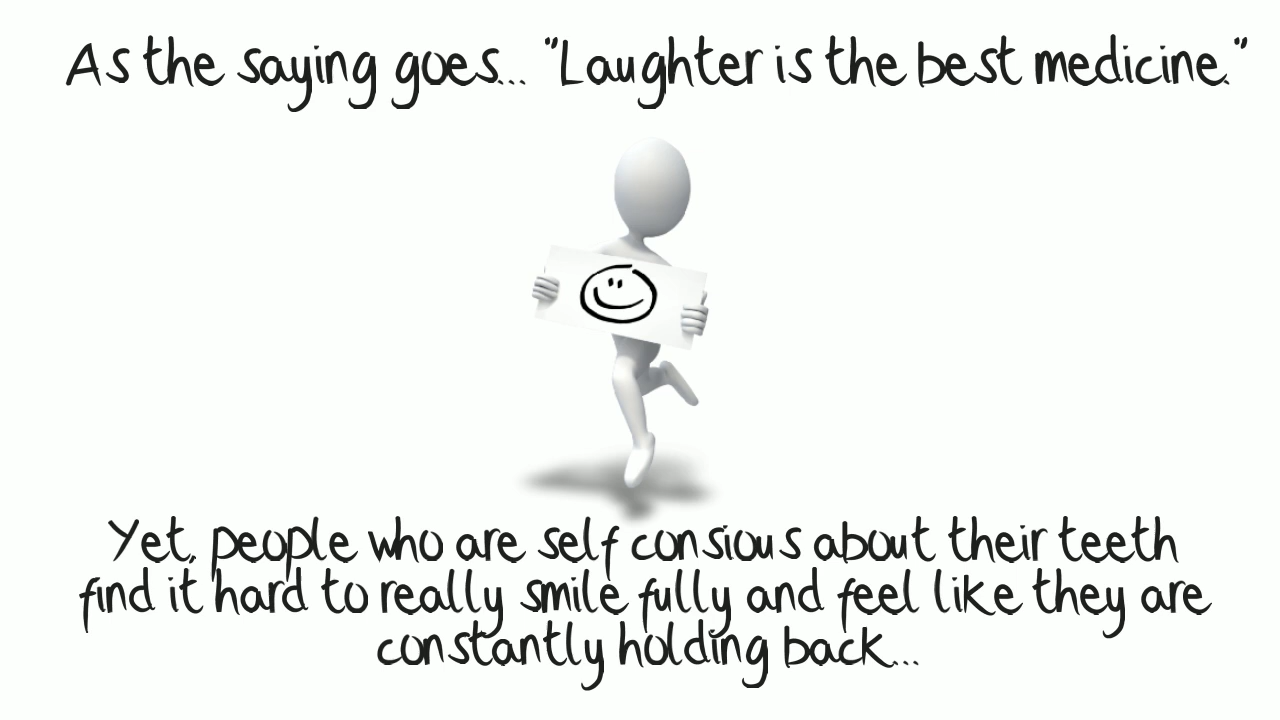 As the saying goes... "Laughter is the best medicine."
Yet, people who are self consious about their teeth
find it hard to really smile fully and feel like they are
constantly holding back...